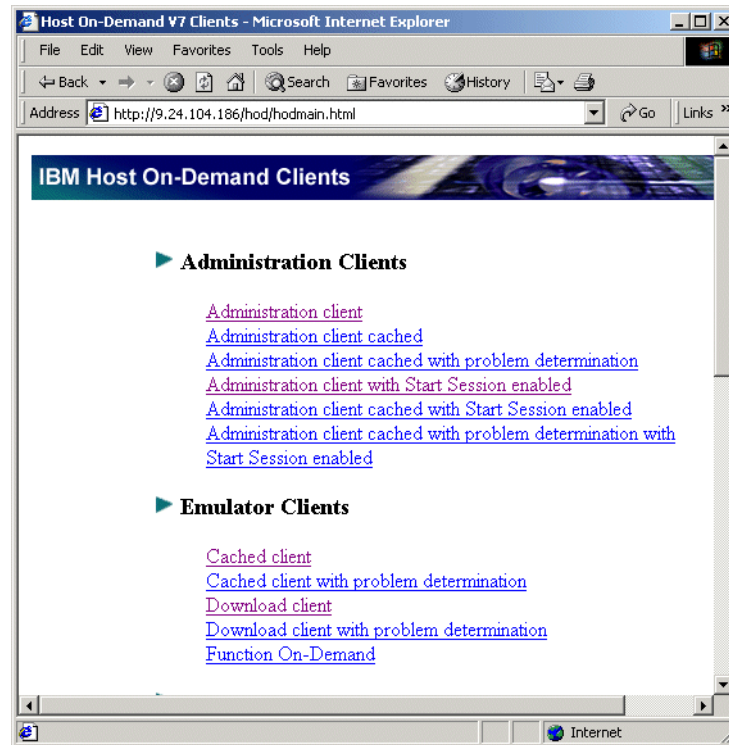 Host On-Demand V7 Clients - Microsoft Internet Explorer
File Edit View Favorites Tools Help
Back Search Favorites History
Address http://9.24.104.186/hod/hodmain.html Go Links »
IBM Host On-Demand Clients
Administration Clients
Administration client
Administration client cached
Administration client cached with problem determination
Administration client with Start Session enabled
Administration client cached with Start Session enabled
Administration client cached with problem determination with
Start Session enabled
Emulator Clients
Cached client
Cached client with problem determination
Download client
Download client with problem determination
Function On-Demand
Internet